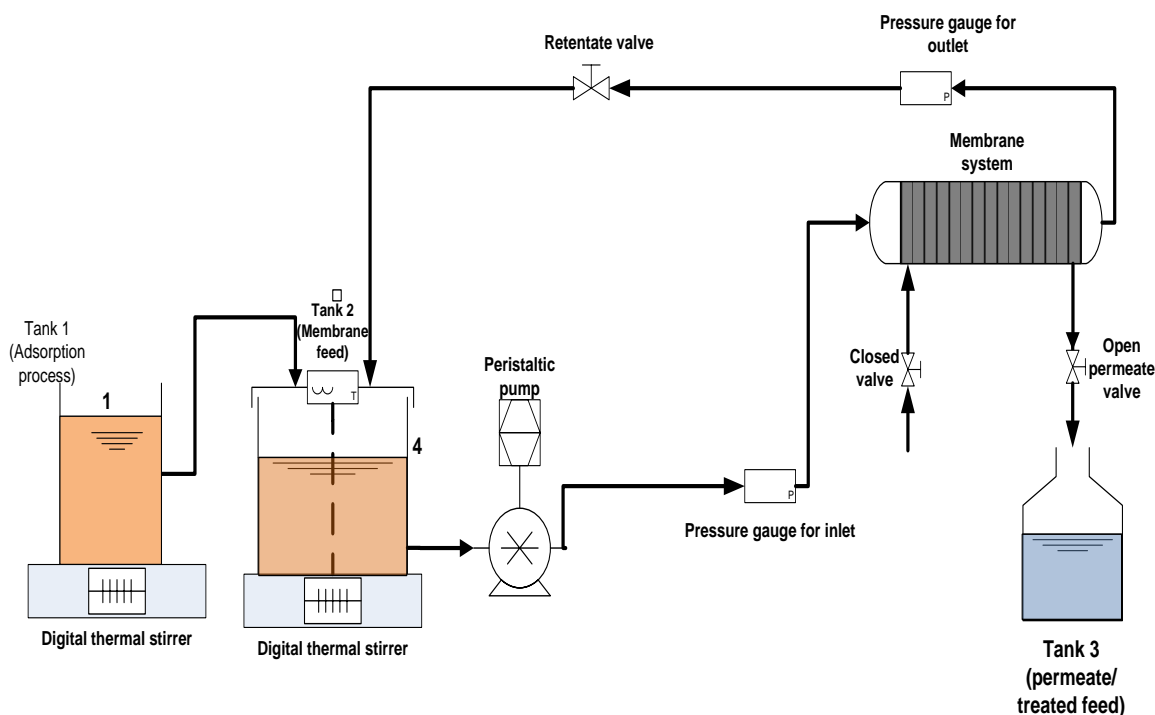 Retentate valve
Pressure gauge for
outlet
P
Membrane
system
Tank 2
(Membrane
feed)
T
Tank 1
(Adsorption
process)
1
4
Peristaltic
pump
Closed
valve
Open
permeate
valve
P
Pressure gauge for inlet
Digital thermal stirrer
Digital thermal stirrer
Tank 3
(permeate/
treated feed)